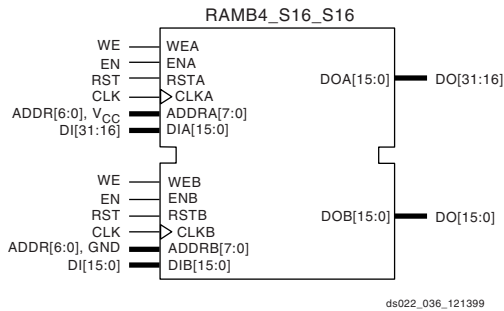 RAMB4_S16_S16
WE WEA
EN ENA
RST RSTA DOA[15:0] DO[31:16]
CLK CLKA
ADDR[6:0], VCC ADDRA[7:0]
DI[31:16] DIA[15:0]
WE WEB
EN ENB
RST RSTB DOB[15:0] DO[15:0]
CLK CLKB
ADDR[6:0], GND ADDRB[7:0]
DI[15:0] DIB[15:0]
ds022_036_121399